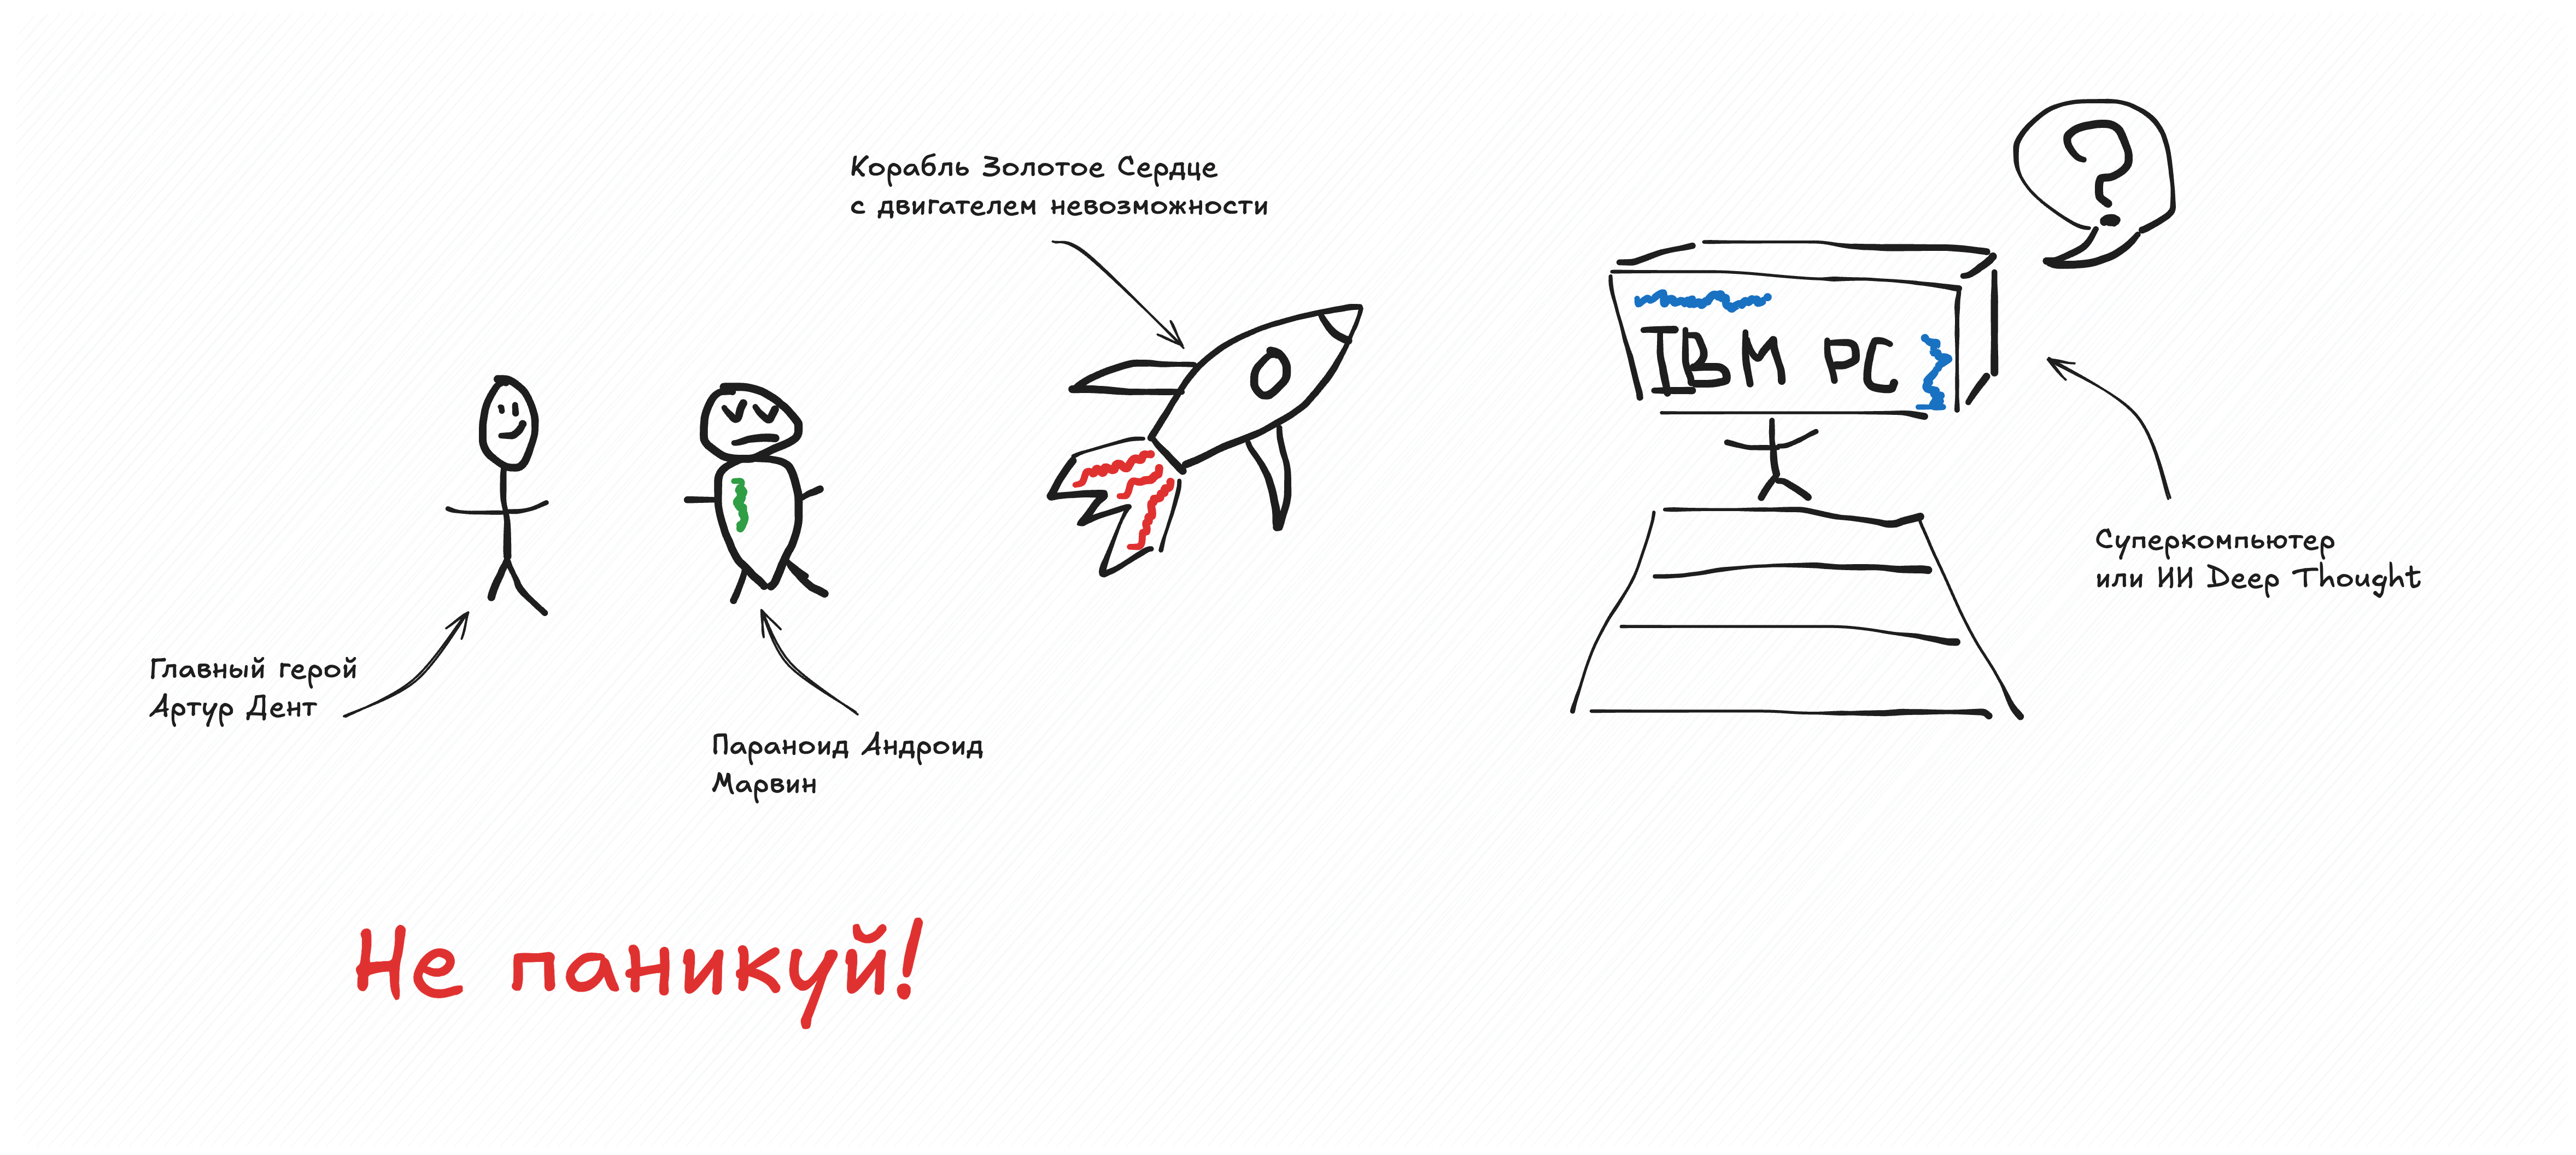 Корабль Золотое Сердце
с двигателем невозможности
?
IBM PC
Суперкомпьютер
или ИИ Deep Thought
Главный герой
Артур Дент
Параноид Андроид
Марвин
Не паникуй!